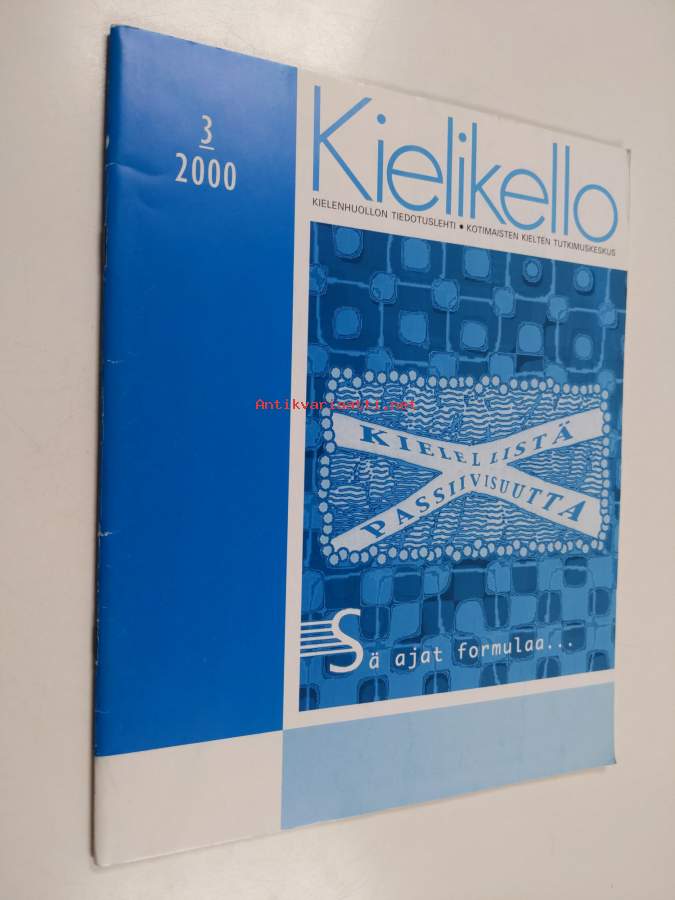 3
2000
Kielikello
KIELENHUOLLON TIEDOTUSLEHTI • KOTIMAISTEN KIELTEN TUTKIMUSKESKUS
Antikvariaatti.net
KIELELLISTÄ
PASSIIVISUUTTA
Sä ajat formulaa...